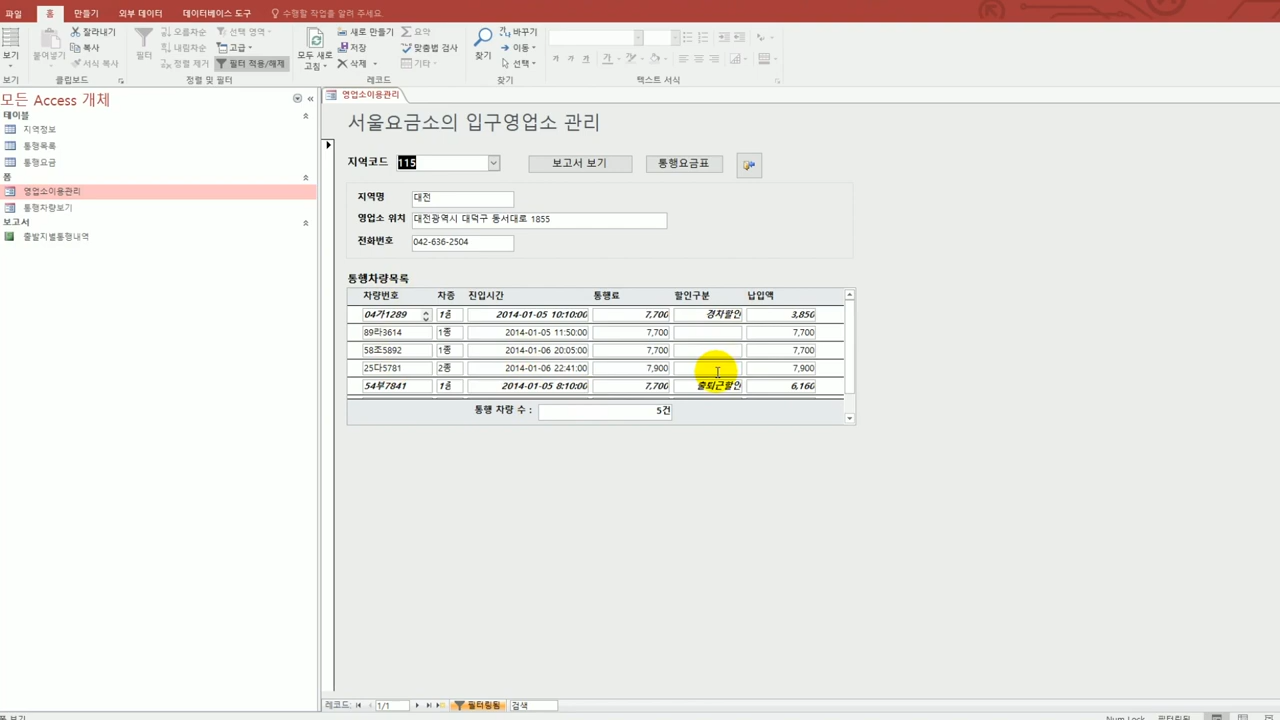 파일 홈 만들기 외부 데이터 데이터베이스 도구 수행할 작업을 알려 주세요.
보기 붙여넣기 잘라내기 복사 서식 복사
필터 오름차순 내림차순 정렬 제거 선택 영역 고급 필터 적용/해제
모두 새로 고침 새로 만들기 저장 삭제 요약 맞춤법 검사 기타
찾기 바꾸기 이동 선택
가 가 가 가 가
보기 클립보드 정렬 및 필터 레코드 찾기 텍스트 서식
모든 Access 개체
테이블
지역정보
통행목록
통행요금
폼
영업소이용관리
통행차량보기
보고서
출발지별통행내역
영업소이용관리
서울요금소의 입구영업소 관리
지역코드 115 보고서 보기 통행요금표
지역명 대전
영업소 위치 대전광역시 대덕구 동서대로 1855
전화번호 042-636-2504
통행차량목록
차량번호 차종 진입시간 통행료 할인구분 납입액
04가1289 1종 2014-01-05 10:10:00 7,700 경차할인 3,850
89라3614 1종 2014-01-05 11:50:00 7,700 7,700
58조5892 1종 2014-01-06 20:05:00 7,700 7,700
25다5781 2종 2014-01-06 22:41:00 7,900 7,900
54부7841 1종 2014-01-05 8:10:00 7,700 출퇴근할인 6,160
통행 차량 수 : 5건
레코드: 1/1 필터링됨 검색
폼 보기 Num Lock 필터링됨